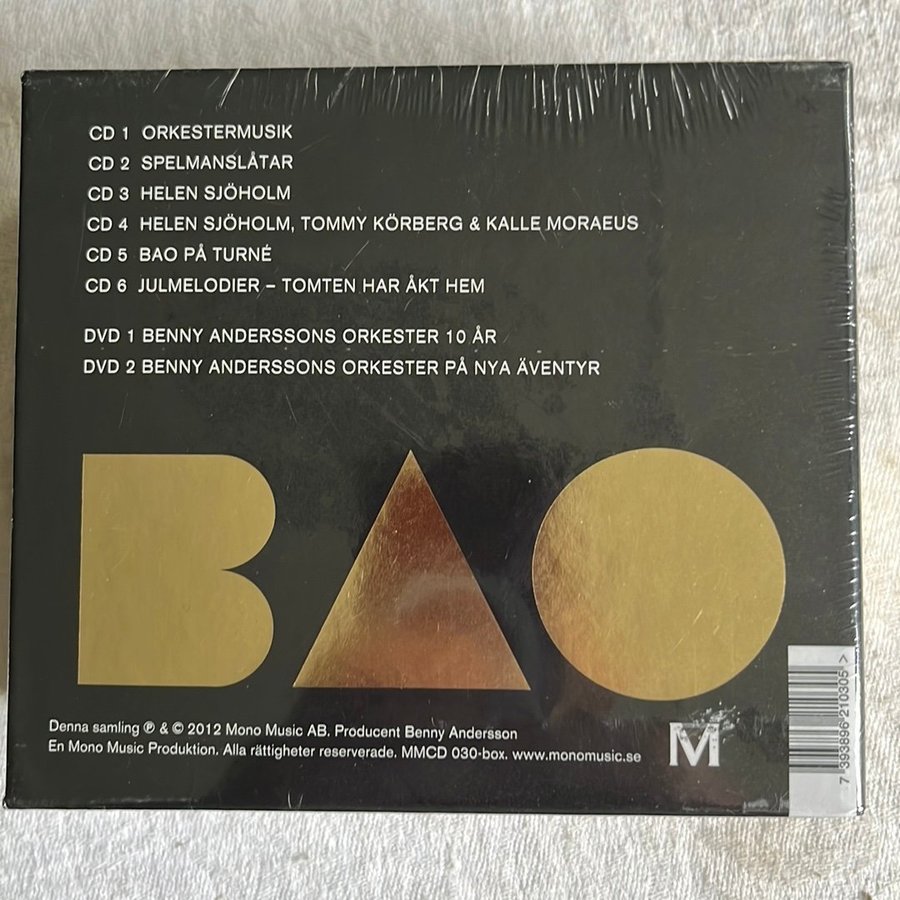 CD 1 ORKESTERMUSIK
CD 2 SPELMANSLÅTAR
CD 3 HELEN SJÖHOLM
CD 4 HELEN SJÖHOLM, TOMMY KÖRBERG & KALLE MORAEUS
CD 5 BAO PÅ TURNÉ
CD 6 JULMELODIER – TOMTEN HAR ÅKT HEM
DVD 1 BENNY ANDERSSONS ORKESTER 10 ÅR
DVD 2 BENNY ANDERSSONS ORKESTER PÅ NYA ÄVENTYR
BAO
Denna samling ℗ & © 2012 Mono Music AB. Producent Benny Andersson
En Mono Music Produktion. Alla rättigheter reserverade. MMCD 030-box. www.monomusic.se
M
7 393896 210305 >